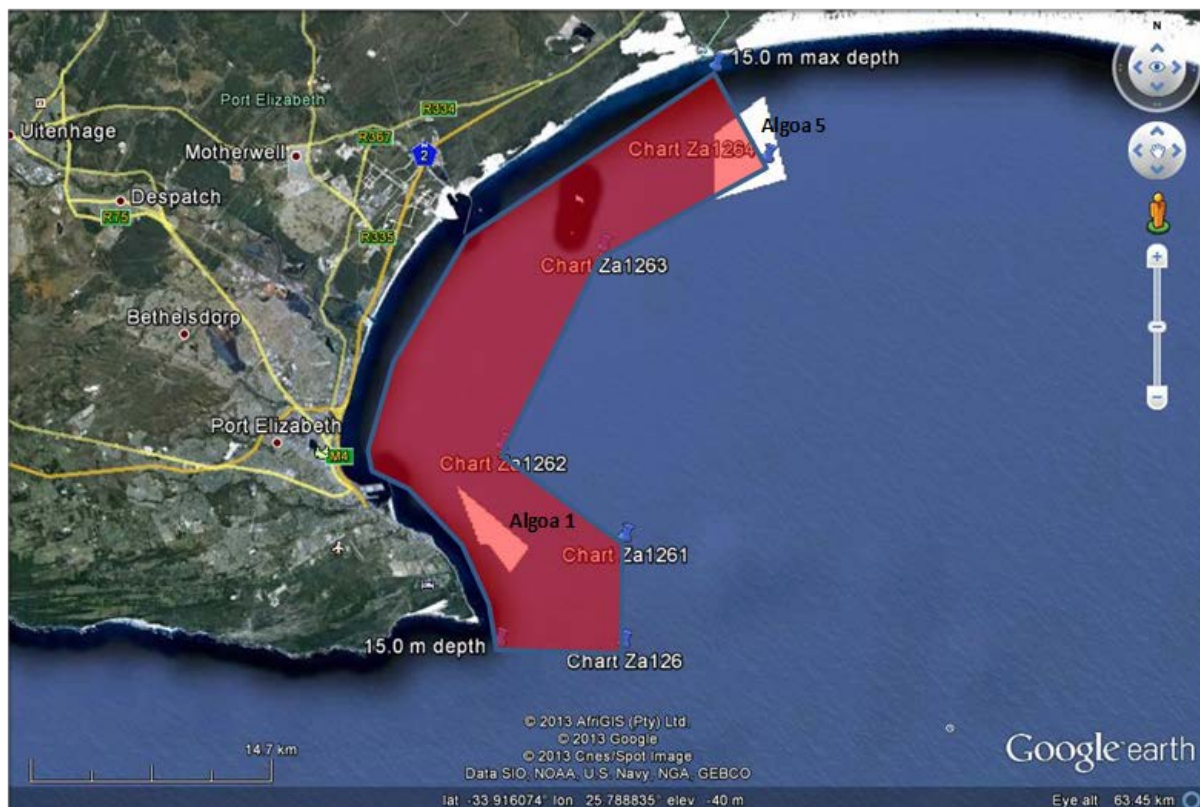 N
15.0 m max depth
Port Elizabeth
R334
Algoa 5
Uitenhage
R367
Motherwell
2
Chart Za1264
Despatch
R75
R335
Chart Za1263
Bethelsdorp
Port Elizabeth
M4
Chart Za1262
Algoa 1
Chart Za1261
15.0 m depth
Chart Za126
© 2013 AfriGIS (Pty) Ltd.
© 2013 Google
© 2013 Cnes/Spot Image
Data SIO, NOAA, U.S. Navy, NGA, GEBCO
14.7 km
Google earth
lat -33.916074° lon 25.788835° elev -40 m
Eye alt 63.45 km